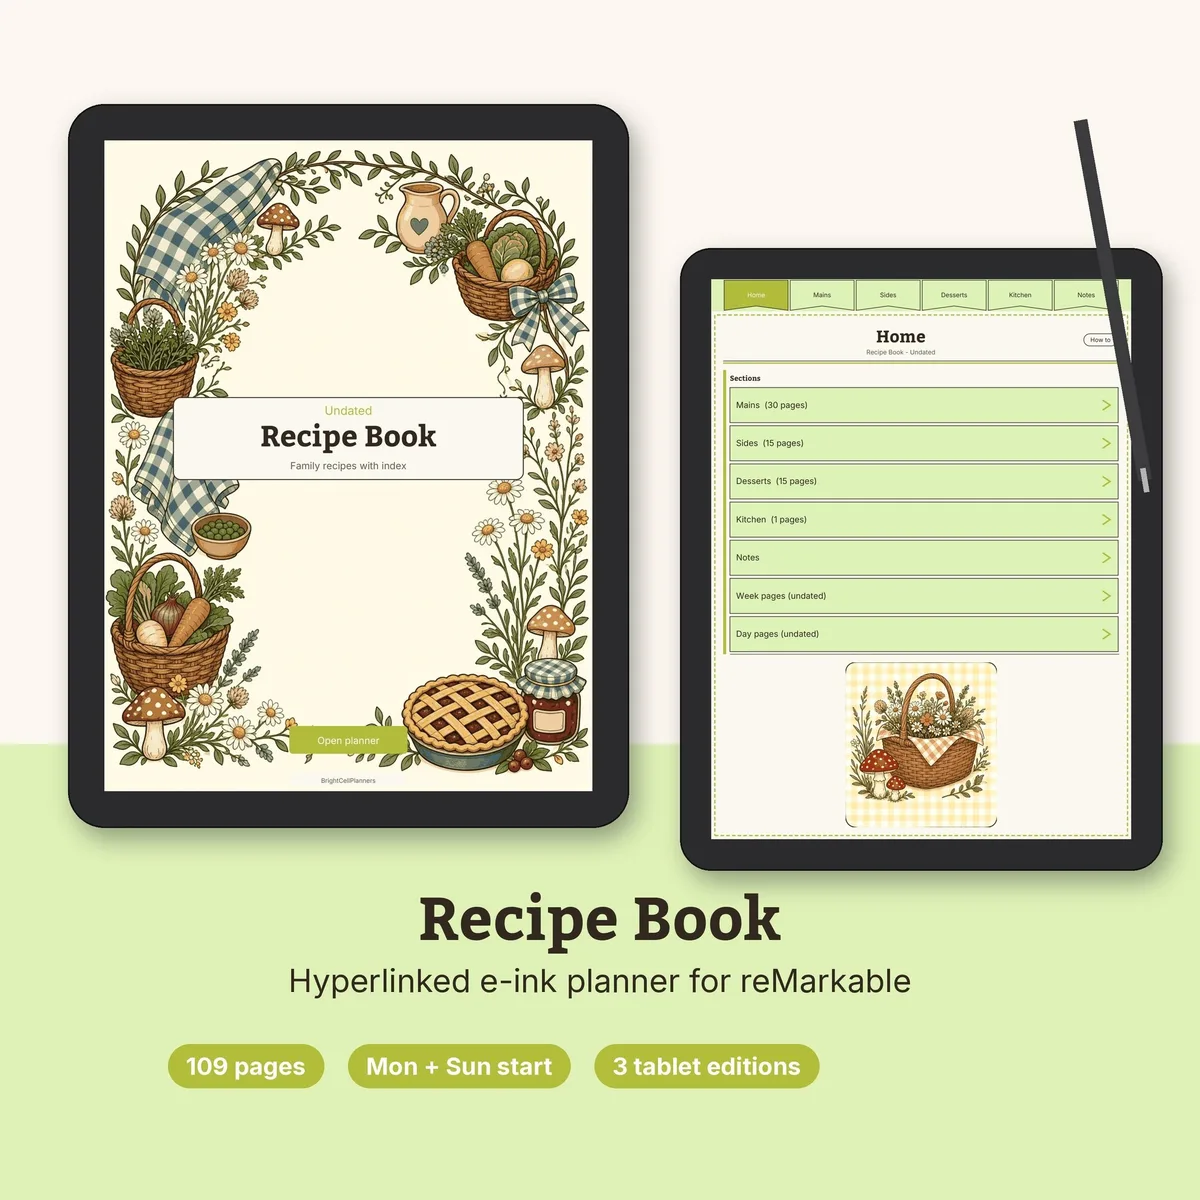 Undated
Recipe Book
Family recipes with index
Open planner
BrightCellPlanners
Home
Mains
Sides
Desserts
Kitchen
Notes
Home
Recipe Book - Undated
How to
Sections
Mains (30 pages)
Sides (15 pages)
Desserts (15 pages)
Kitchen (1 pages)
Notes
Week pages (undated)
Day pages (undated)
Recipe Book
Hyperlinked e-ink planner for reMarkable
109 pages
Mon + Sun start
3 tablet editions